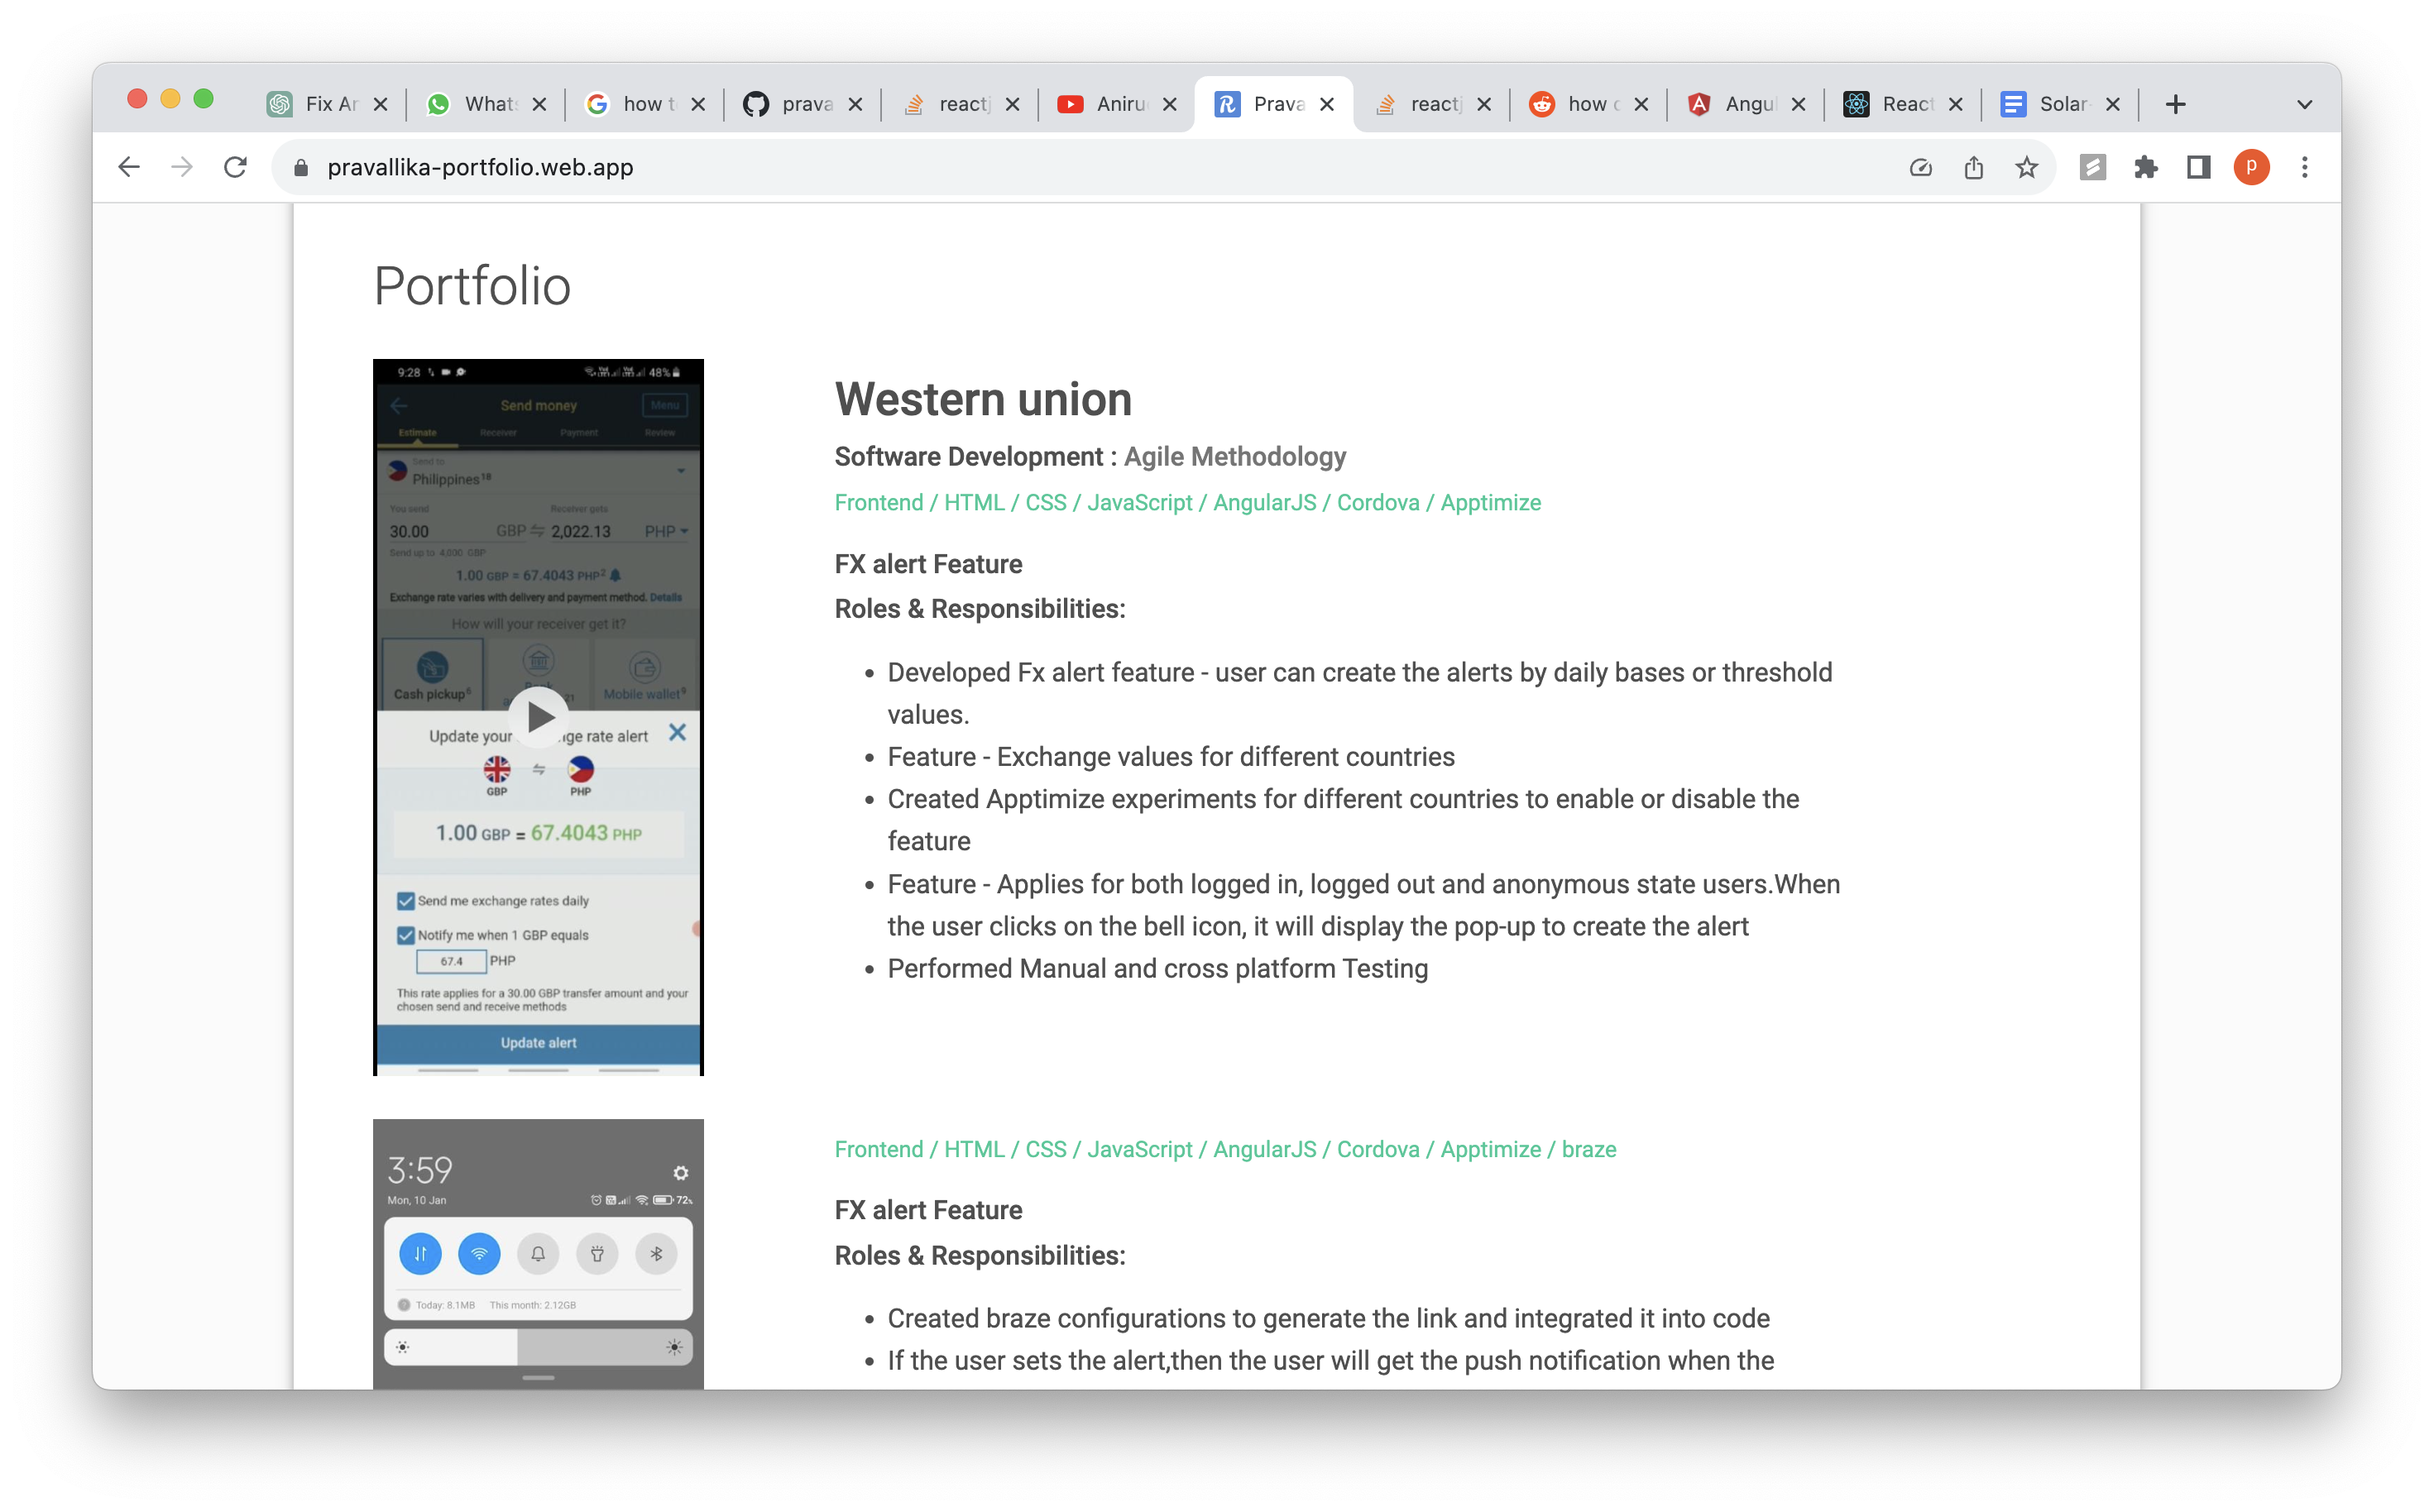 Fix Ar
Whats
how t
prava
reactj
Aniru
Prava
reactj
how c
Angul
React
Solar-
pravallika-portfolio.web.app
p
Portfolio
9:28
48%
Send money
Menu
Estimate
Receiver
Payment
Review
Send to
Philippines18
You send
Receiver gets
30.00
GBP
2,022.13
PHP
Send up to 4,000 GBP
1.00 GBP = 67.4043 PHP2
Exchange rate varies with delivery and payment method. Details
How will your receiver get it?
Cash pickup6
21
Mobile wallet9
Update your
nge rate alert
GBP
PHP
1.00 GBP = 67.4043 PHP
Send me exchange rates daily
Notify me when 1 GBP equals
67.4
PHP
This rate applies for a 30.00 GBP transfer amount and your
chosen send and receive methods
Update alert
Western union
Software Development : Agile Methodology
Frontend / HTML / CSS / JavaScript / AngularJS / Cordova / Apptimize
FX alert Feature
Roles & Responsibilities:
• Developed Fx alert feature - user can create the alerts by daily bases or threshold
values.
• Feature - Exchange values for different countries
• Created Apptimize experiments for different countries to enable or disable the
feature
• Feature - Applies for both logged in, logged out and anonymous state users.When
the user clicks on the bell icon, it will display the pop-up to create the alert
• Performed Manual and cross platform Testing
3:59
Mon, 10 Jan
72%
Today: 8.1MB
This month: 2.12GB
Frontend / HTML / CSS / JavaScript / AngularJS / Cordova / Apptimize / braze
FX alert Feature
Roles & Responsibilities:
• Created braze configurations to generate the link and integrated it into code
• If the user sets the alert,then the user will get the push notification when the